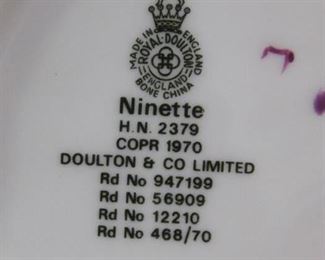 MADE IN ENGLAND
ROYAL DOULTON
ENGLAND
BONE CHINA
Ninette
H.N. 2379
COPR 1970
DOULTON & CO LIMITED
Rd No 947199
Rd No 56909
Rd No 12210
Rd No 468/70